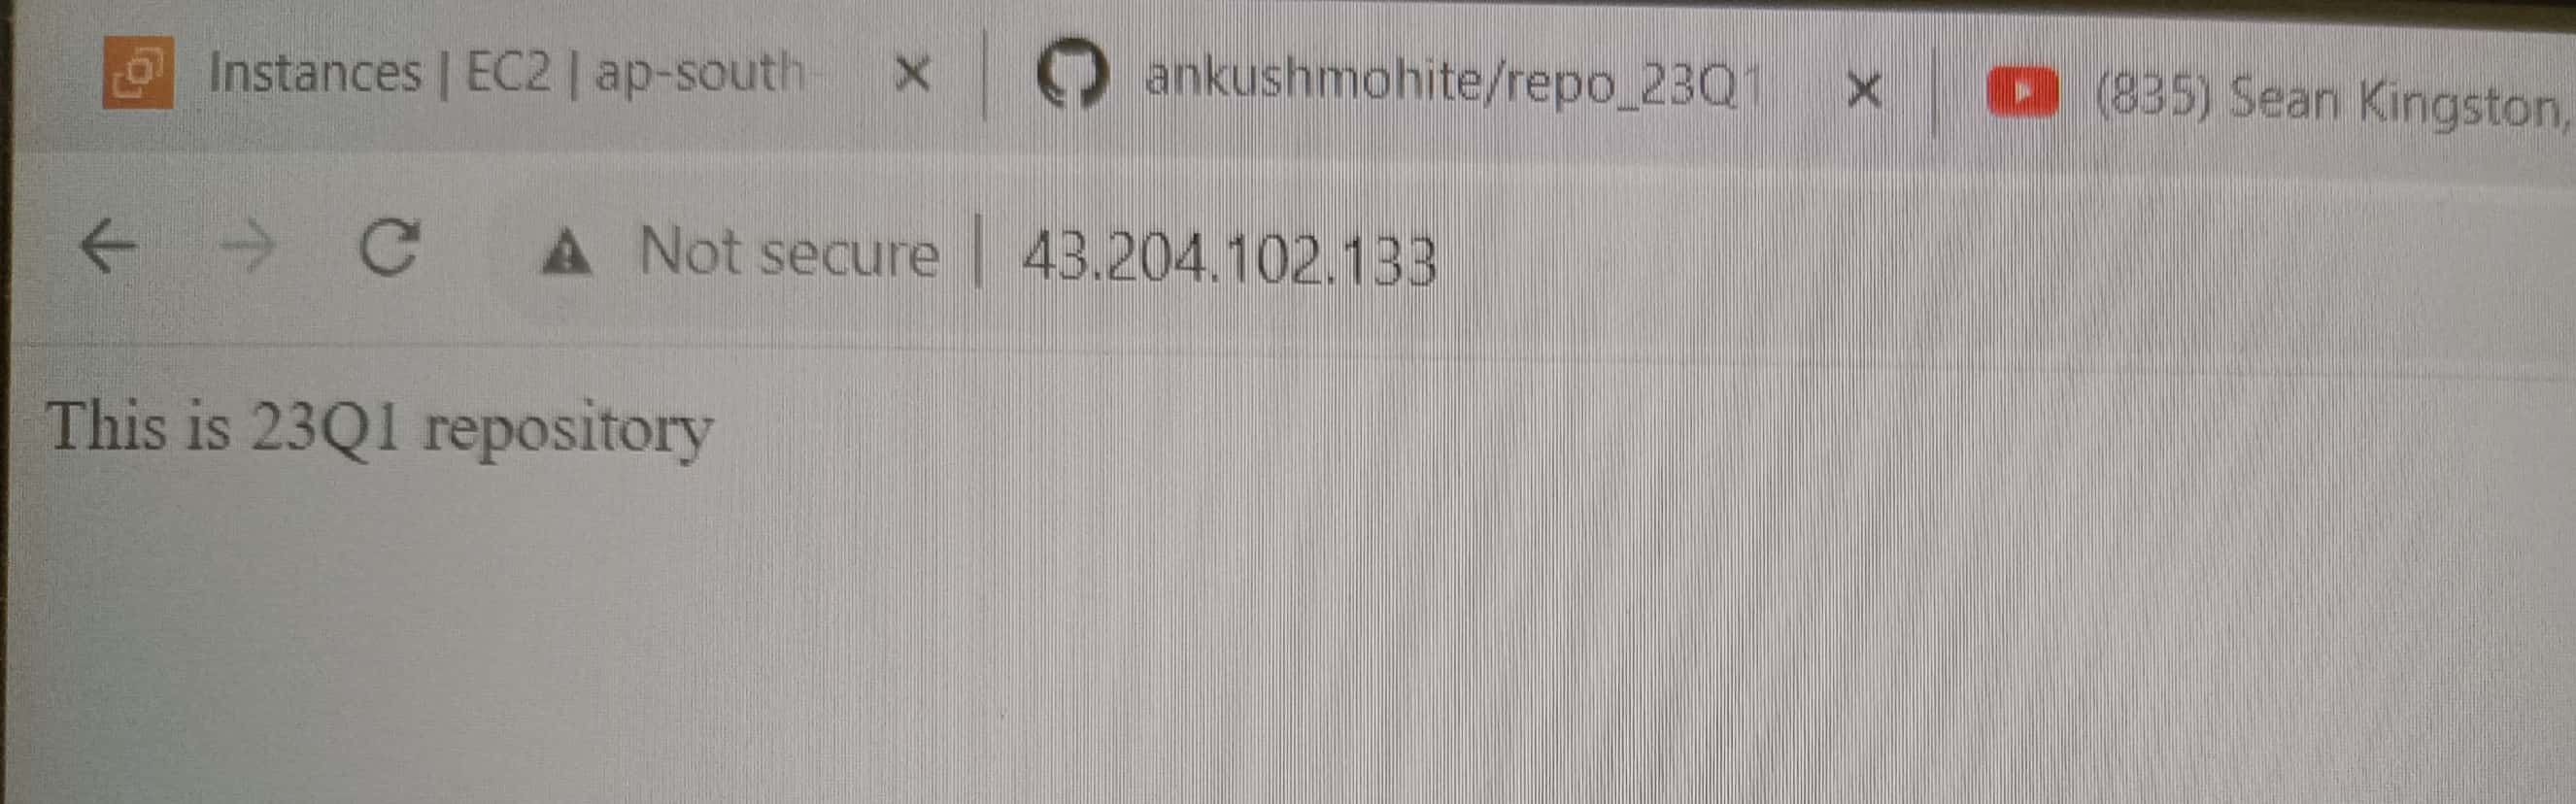 Instances | EC2 | ap-south
ankushmohite/repo_23Q1
(835) Sean Kingston,
Not secure | 43.204.102.133
This is 23Q1 repository